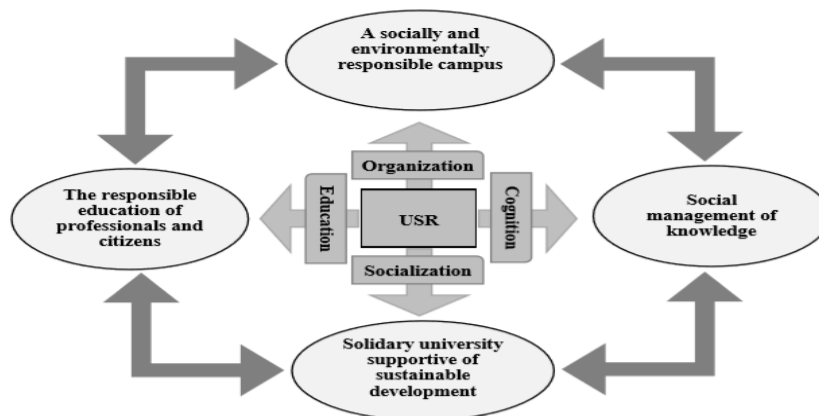 A socially and
environmentally
responsible campus
Organization
The responsible
education of
professionals and
citizens
Education
USR
Cognition
Social
management of
knowledge
Socialization
Solidary university
supportive of
sustainable
development